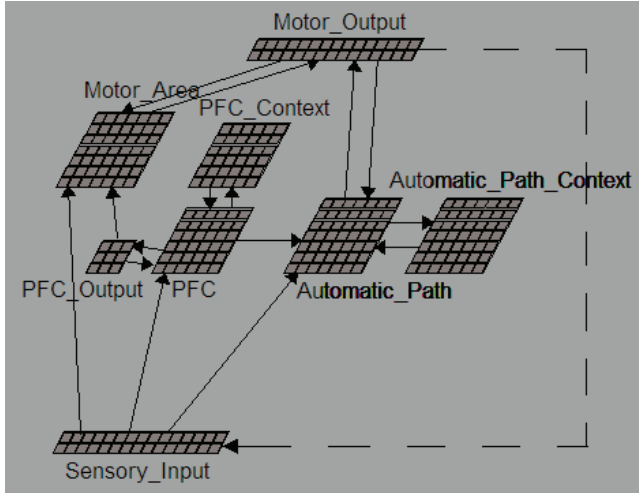 Motor_Output
Motor_Area
PFC_Context
Automatic_Path_Context
PFC_Output
PFC
Automatic_Path
Sensory_Input